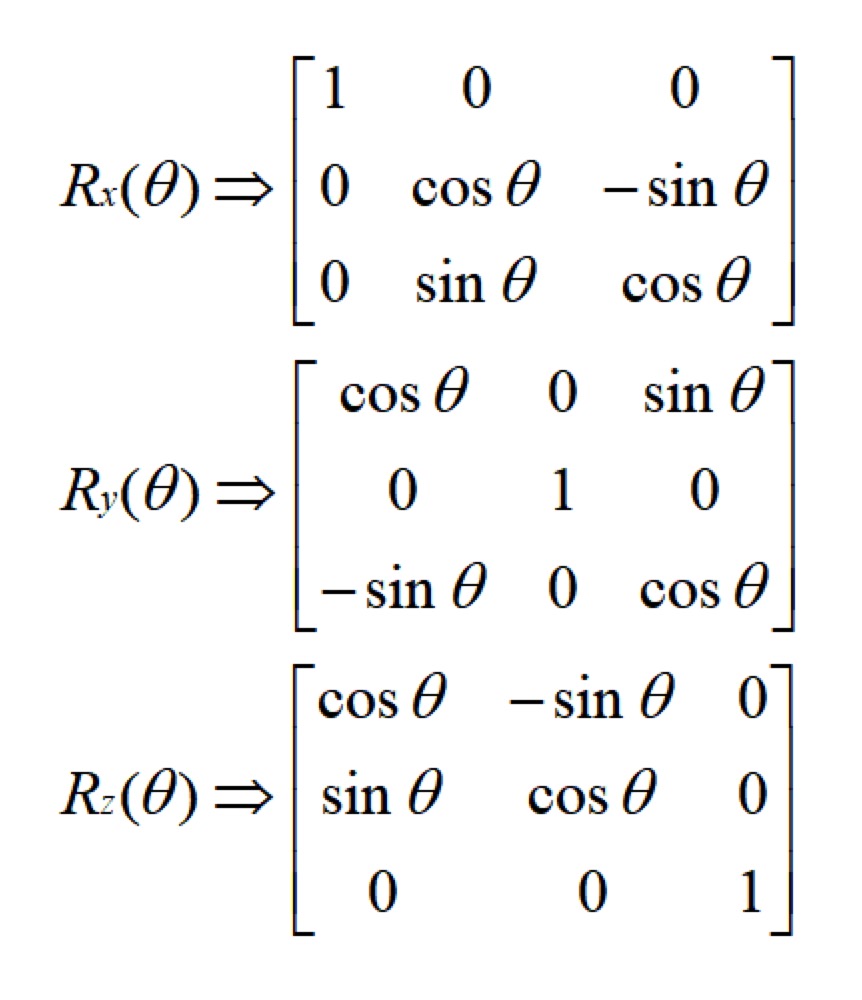 1 0 0
Rx(θ)⇒ 0 cos θ −sin θ
0 sin θ cos θ
cos θ 0 sin θ
Ry(θ)⇒ 0 1 0
−sin θ 0 cos θ
cos θ −sin θ 0
Rz(θ)⇒ sin θ cos θ 0
0 0 1